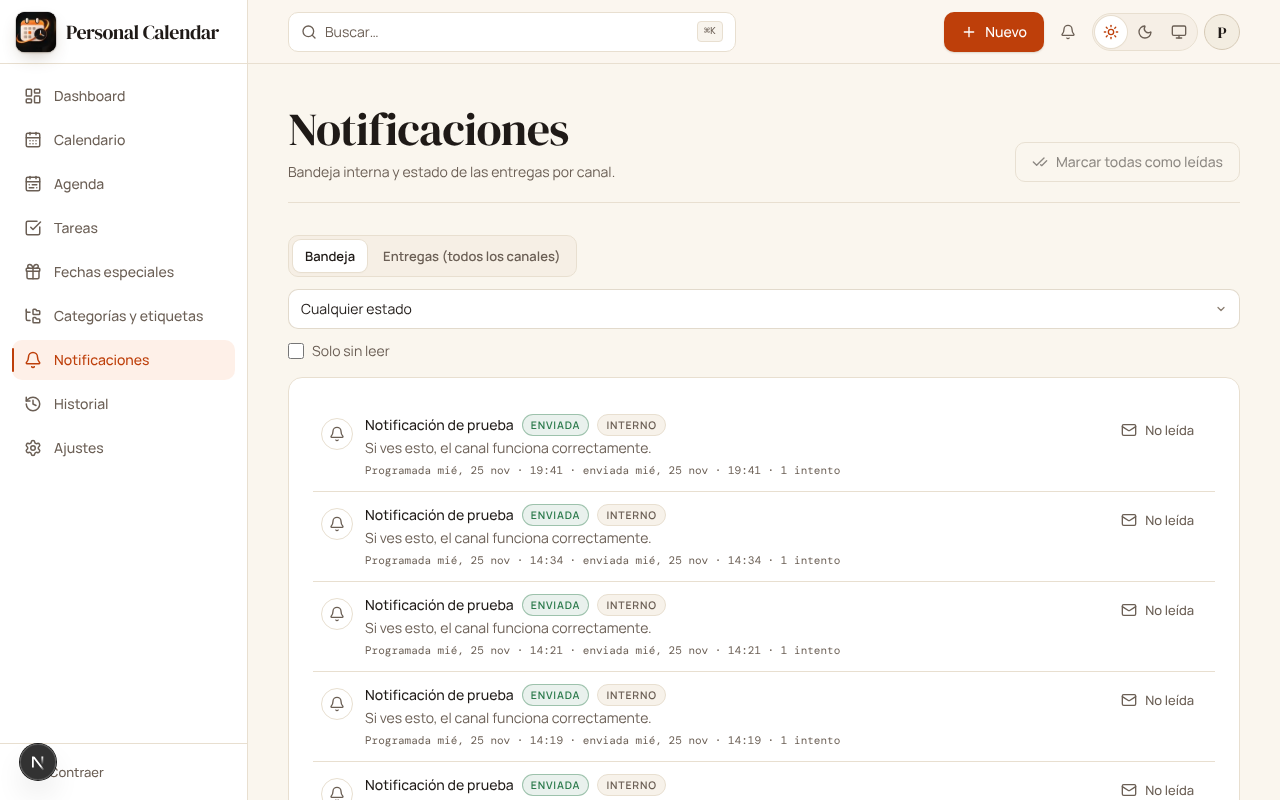 Personal Calendar
Buscar...
⌘K
Nuevo
P
Dashboard
Calendario
Agenda
Tareas
Fechas especiales
Categorías y etiquetas
Notificaciones
Historial
Ajustes
N
Contraer
Notificaciones
Bandeja interna y estado de las entregas por canal.
Marcar todas como leídas
Bandeja
Entregas (todos los canales)
Cualquier estado
Solo sin leer
Notificación de prueba ENVIADA INTERNO
No leída
Si ves esto, el canal funciona correctamente.
Programada mié, 25 nov · 19:41 · enviada mié, 25 nov · 19:41 · 1 intento
Notificación de prueba ENVIADA INTERNO
No leída
Si ves esto, el canal funciona correctamente.
Programada mié, 25 nov · 14:34 · enviada mié, 25 nov · 14:34 · 1 intento
Notificación de prueba ENVIADA INTERNO
No leída
Si ves esto, el canal funciona correctamente.
Programada mié, 25 nov · 14:21 · enviada mié, 25 nov · 14:21 · 1 intento
Notificación de prueba ENVIADA INTERNO
No leída
Si ves esto, el canal funciona correctamente.
Programada mié, 25 nov · 14:19 · enviada mié, 25 nov · 14:19 · 1 intento
Notificación de prueba ENVIADA INTERNO
No leída